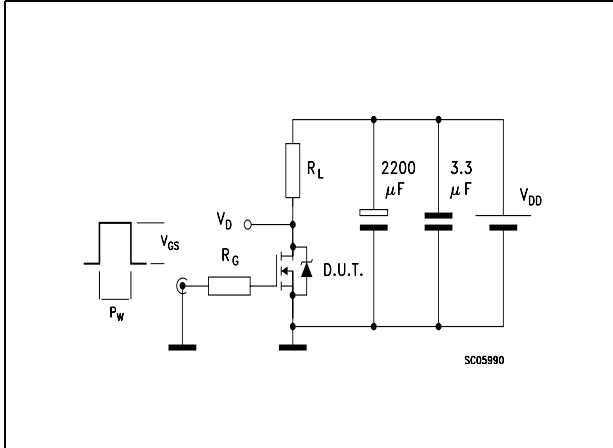 R_L
2200
μF
3.3
μF
V_DD
V_D
V_GS
R_G
D.U.T.
P_W
SC05990